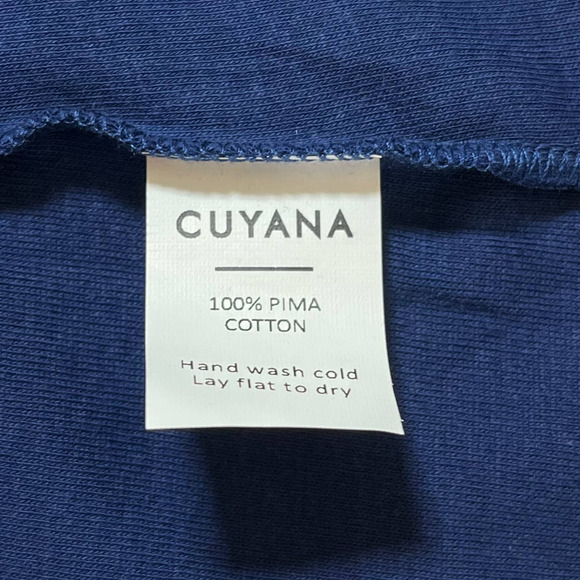 CUYANA
100% PIMA
COTTON
Hand wash cold
Lay flat to dry